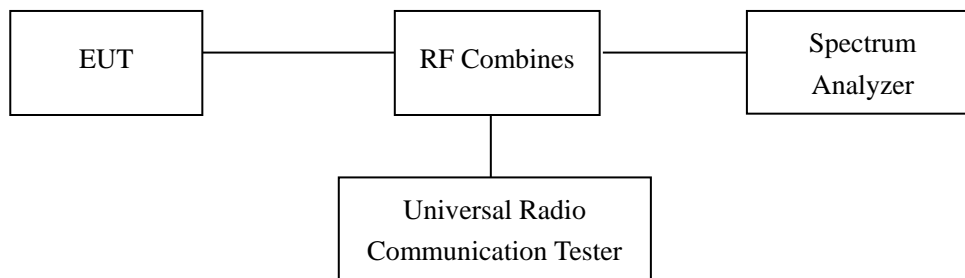 EUT
RF Combines
Spectrum
Analyzer
Universal Radio
Communication Tester